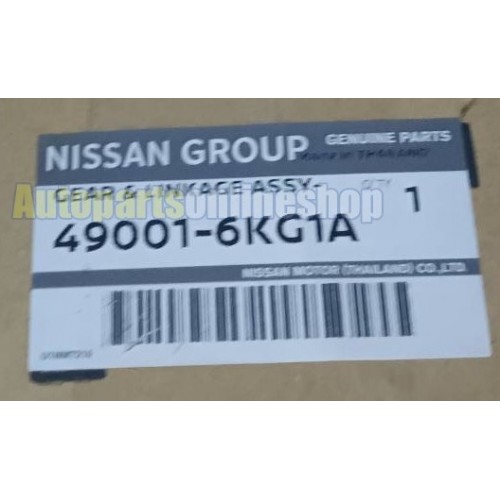 NISSAN GROUP
GENUINE PARTS
Made in THAILAND
GEAR & LINKAGE ASSY-
QTY
1
Autopartsonlineshop
49001-6KG1A
NISSAN MOTOR (THAILAND) CO.,LTD.